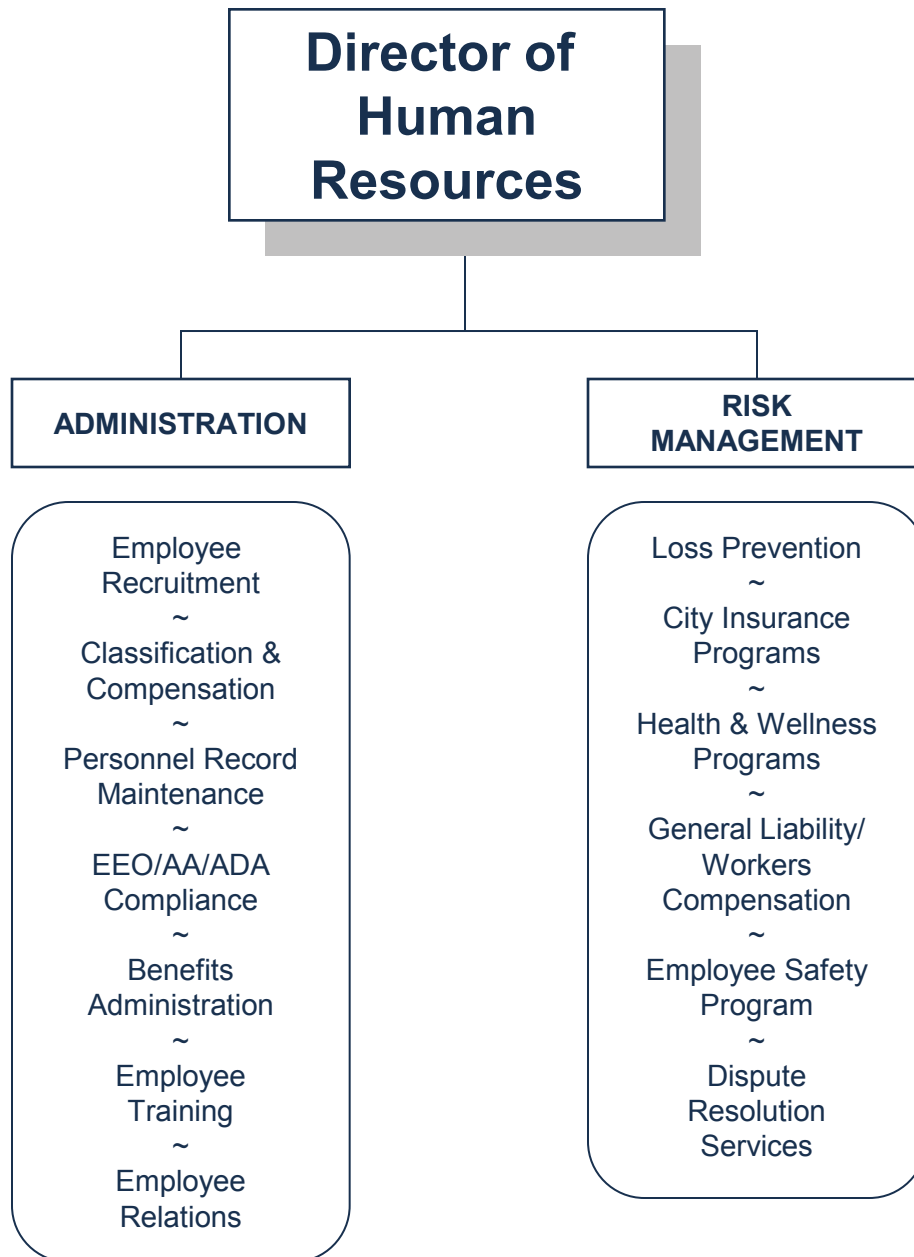 Director of
Human
Resources
ADMINISTRATION
Employee
Recruitment
~
Classification &
Compensation
~
Personnel Record
Maintenance
~
EEO/AA/ADA
Compliance
~
Benefits
Administration
~
Employee
Training
~
Employee
Relations
RISK
MANAGEMENT
Loss Prevention
~
City Insurance
Programs
~
Health & Wellness
Programs
~
General Liability/
Workers
Compensation
~
Employee Safety
Program
~
Dispute
Resolution
Services